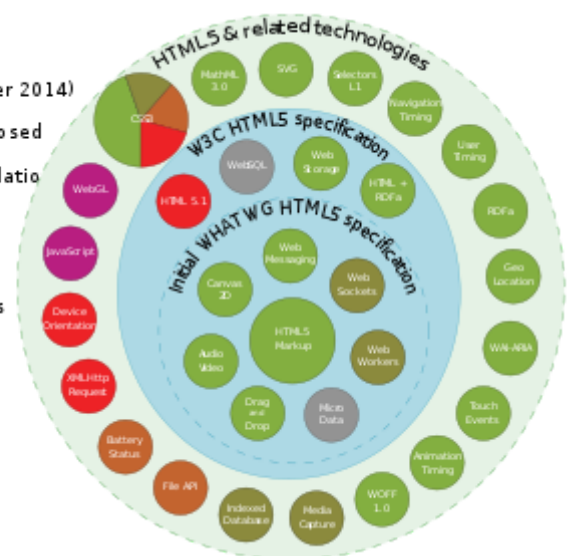 HTML5 & related technologies
er 2014)
osed
latio
s
MathML
3.0
SVG
Selectors
L1
Navigation
Timing
User
Timing
RDFa
Geo
Location
WAI-ARIA
Touch
Events
Animation
Timing
WOFF
1.0
Media
Capture
Indexed
Database
File API
Battery
Status
XMLHttp
Request
Device
Orientation
JavaScript
WebGL
CSS3
W3C HTML5 specification
HTML 5.1
WebSQL
Web
Storage
HTML +
RDFa
Initial WHATWG HTML5 specification
Web
Messaging
Canvas
2D
Web
Sockets
HTML5
Markup
Audio
Video
Web
Workers
Drag
and
Drop
Micro
Data